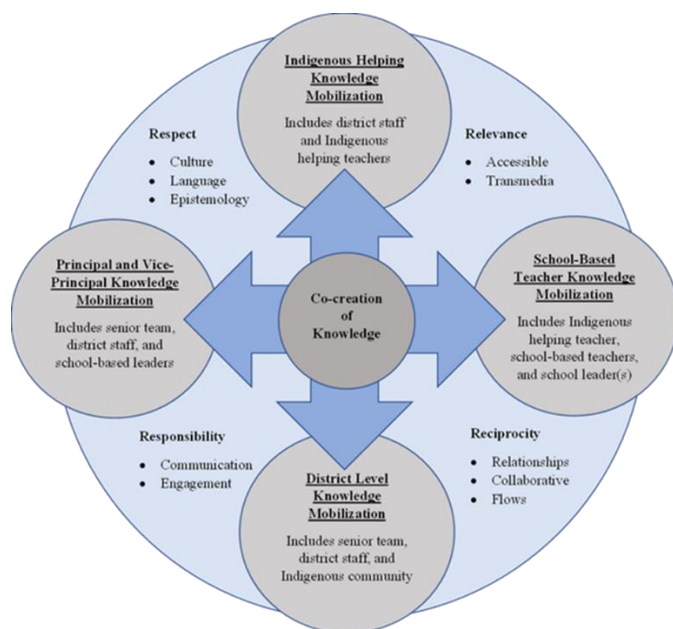 Indigenous Helping
Knowledge
Mobilization
Includes district staff
and Indigenous
helping teachers
Respect
• Culture
• Language
• Epistemology
Relevance
• Accessible
• Transmedia
Principal and Vice-
Principal Knowledge
Mobilization
Includes senior team,
district staff, and
school-based leaders
Co-creation
of
Knowledge
School-Based
Teacher Knowledge
Mobilization
Includes Indigenous
helping teacher,
school-based teachers,
and school leader(s)
Responsibility
• Communication
• Engagement
Reciprocity
• Relationships
• Collaborative
• Flows
District Level
Knowledge
Mobilization
Includes senior team,
district staff, and
Indigenous community